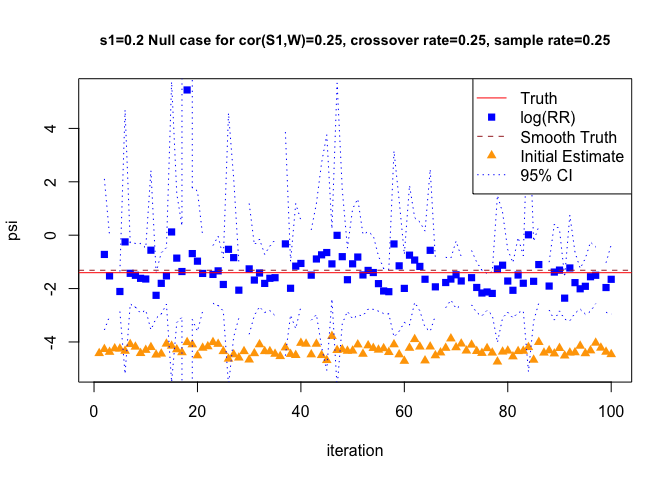 s1=0.2 Null case for cor(S1,W)=0.25, crossover rate=0.25, sample rate=0.25
Truth
log(RR)
Smooth Truth
Initial Estimate
95% CI
psi
4
2
0
-2
-4
0 20 40 60 80 100
iteration